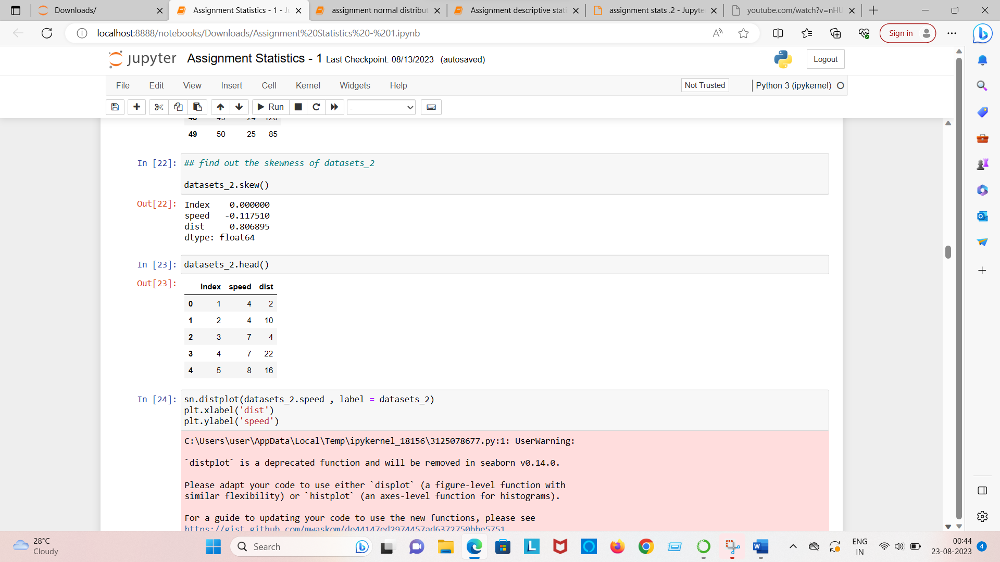 Downloads/
Assignment Statistics - 1 - Ju
assignment normal distribut
Assignment descriptive stati
assignment stats .2 - Jupyte
youtube.com/watch?v=nHU
localhost:8888/notebooks/Downloads/Assignment%20Statistics%20-%201.ipynb
Sign in
jupyter
Assignment Statistics - 1 Last Checkpoint: 08/13/2023 (autosaved)
Logout
File Edit View Insert Cell Kernel Widgets Help
Not Trusted
Python 3 (ipykernel)
Run
-
48 49 24 120
49 50 25 85
In [22]: ## find out the skewness of datasets_2
datasets_2.skew()
Out[22]: Index 0.000000
speed -0.117510
dist 0.806895
dtype: float64
In [23]: datasets_2.head()
Out[23]:
Index speed dist
0 1 4 2
1 2 4 10
2 3 7 4
3 4 7 22
4 5 8 16
In [24]: sn.distplot(datasets_2.speed , label = datasets_2)
plt.xlabel('dist')
plt.ylabel('speed')
C:\Users\user\AppData\Local\Temp\ipykernel_18156\3125078677.py:1: UserWarning:
`distplot` is a deprecated function and will be removed in seaborn v0.14.0.
Please adapt your code to use either `displot` (a figure-level function with
similar flexibility) or `histplot` (an axes-level function for histograms).
For a guide to updating your code to use the new functions, please see
https://gist.github.com/mwaskom/de44147ed2974457ad6372750bbe5751
28°C
Cloudy
Search
ENG
IN
00:44
23-08-2023
4